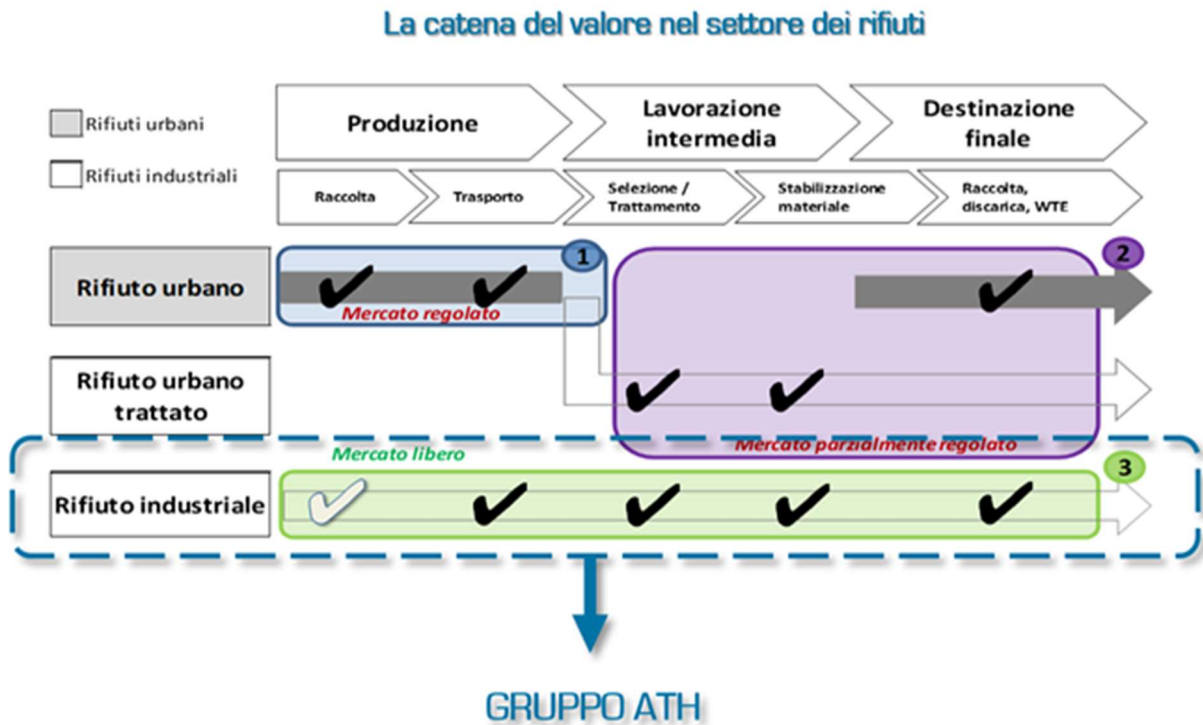 La catena del valore nel settore dei rifiuti
Rifiuti urbani
Rifiuti industriali
Produzione
Lavorazione
intermedia
Destinazione
finale
Raccolta
Trasporto
Selezione /
Trattamento
Stabilizzazione
materiale
Raccolta,
discarica, WTE
Rifiuto urbano
1
2
Mercato regolato
Rifiuto urbano
trattato
Mercato parzialmente regolato
Mercato libero
3
Rifiuto industriale
GRUPPO ATH